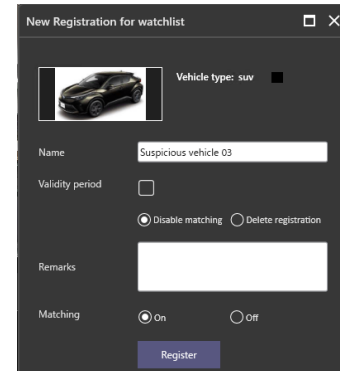 New Registration for watchlist
Vehicle type: suv
Name
Suspicious vehicle 03
Validity period
Disable matching
Delete registration
Remarks
Matching
On
Off
Register